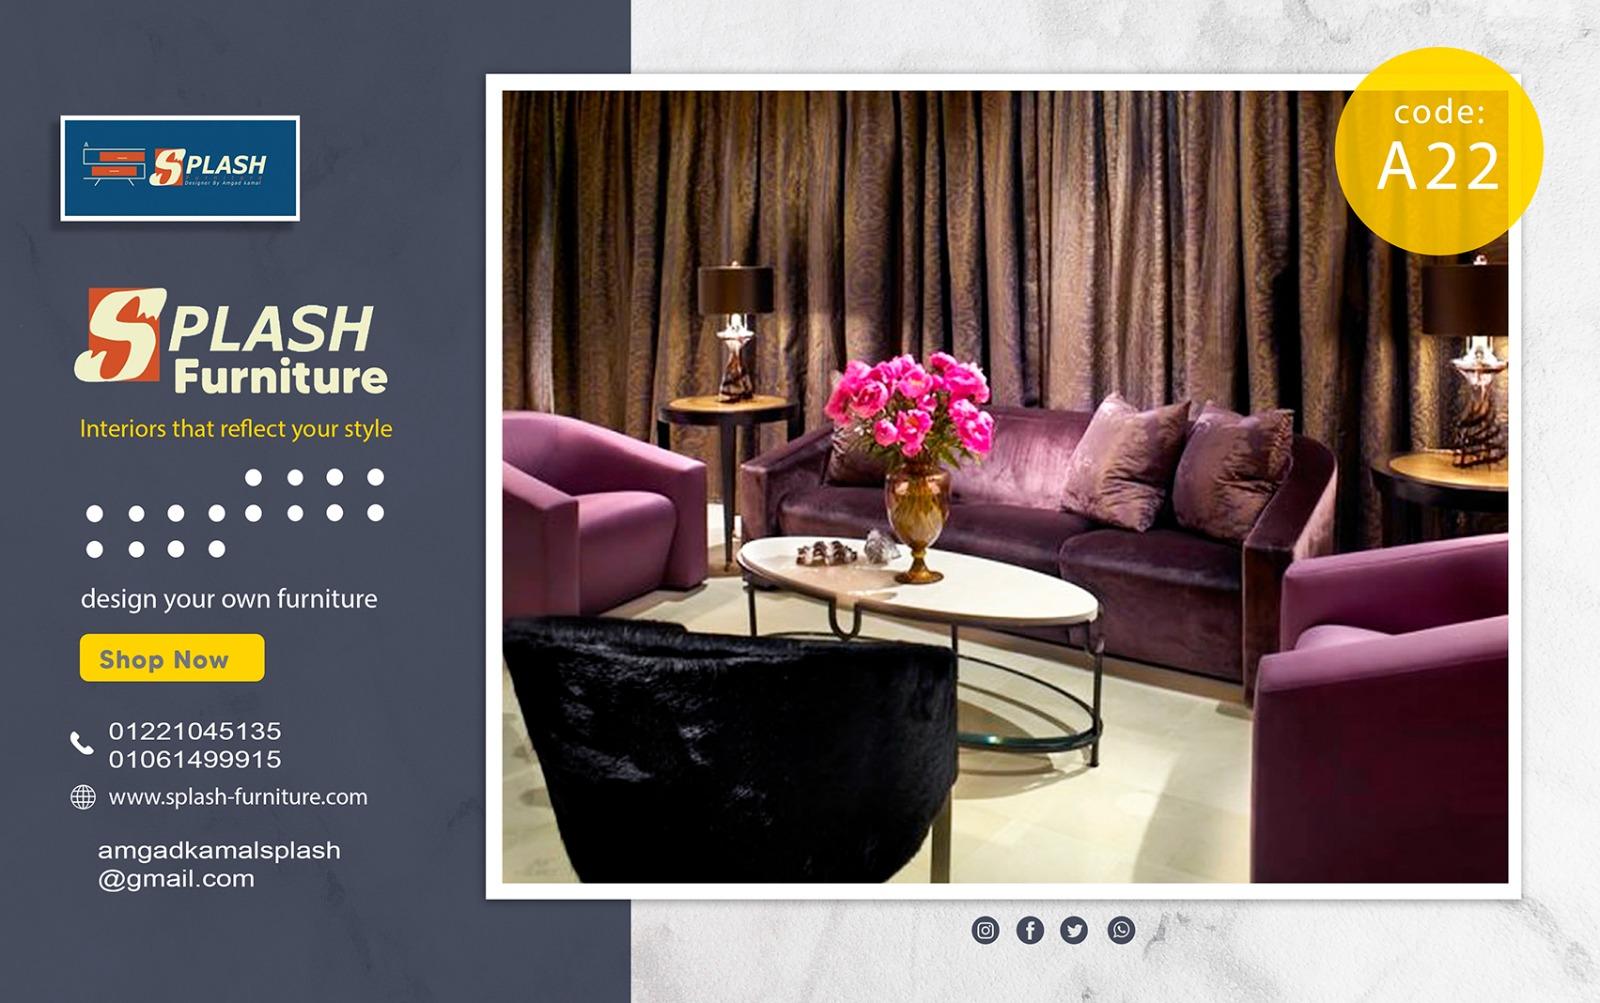 A
SPLASH
Furniture
Designer By Amgad kamal
SPLASH
Furniture
Interiors that reflect your style
design your own furniture
Shop Now
01221045135
01061499915
www.splash-furniture.com
amgadkamalsplash
@gmail.com
code:
A22